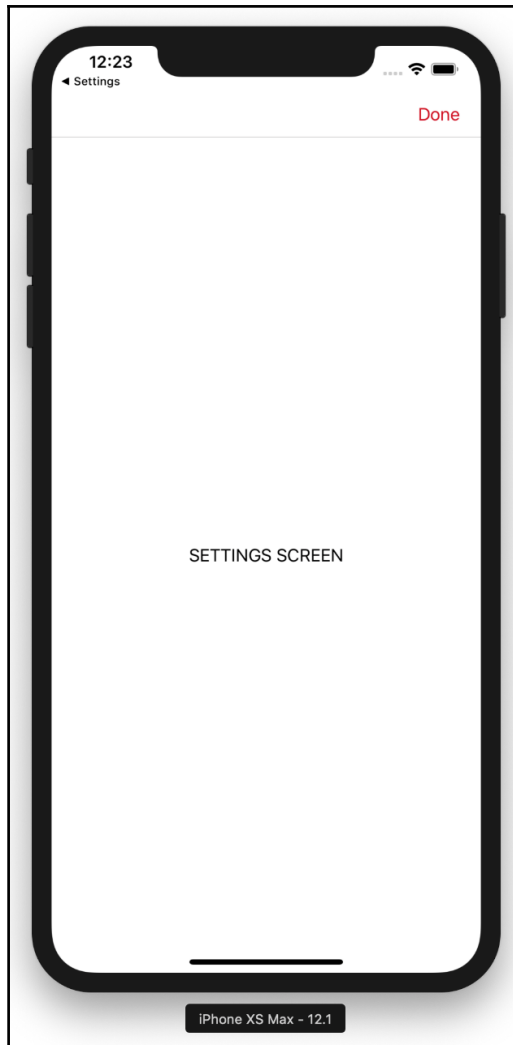 12:23
◀ Settings
Done
SETTINGS SCREEN
iPhone XS Max - 12.1